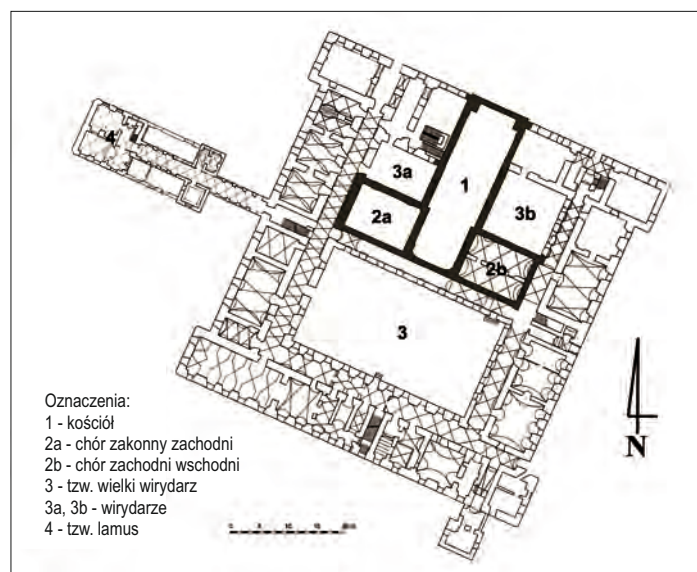 4
3a
1
3b
2a
2b
3
Oznaczenia:
1 - kościół
2a - chór zakonny zachodni
2b - chór zachodni wschodni
3 - tzw. wielki wirydarz
3a, 3b - wirydarze
4 - tzw. lamus
N